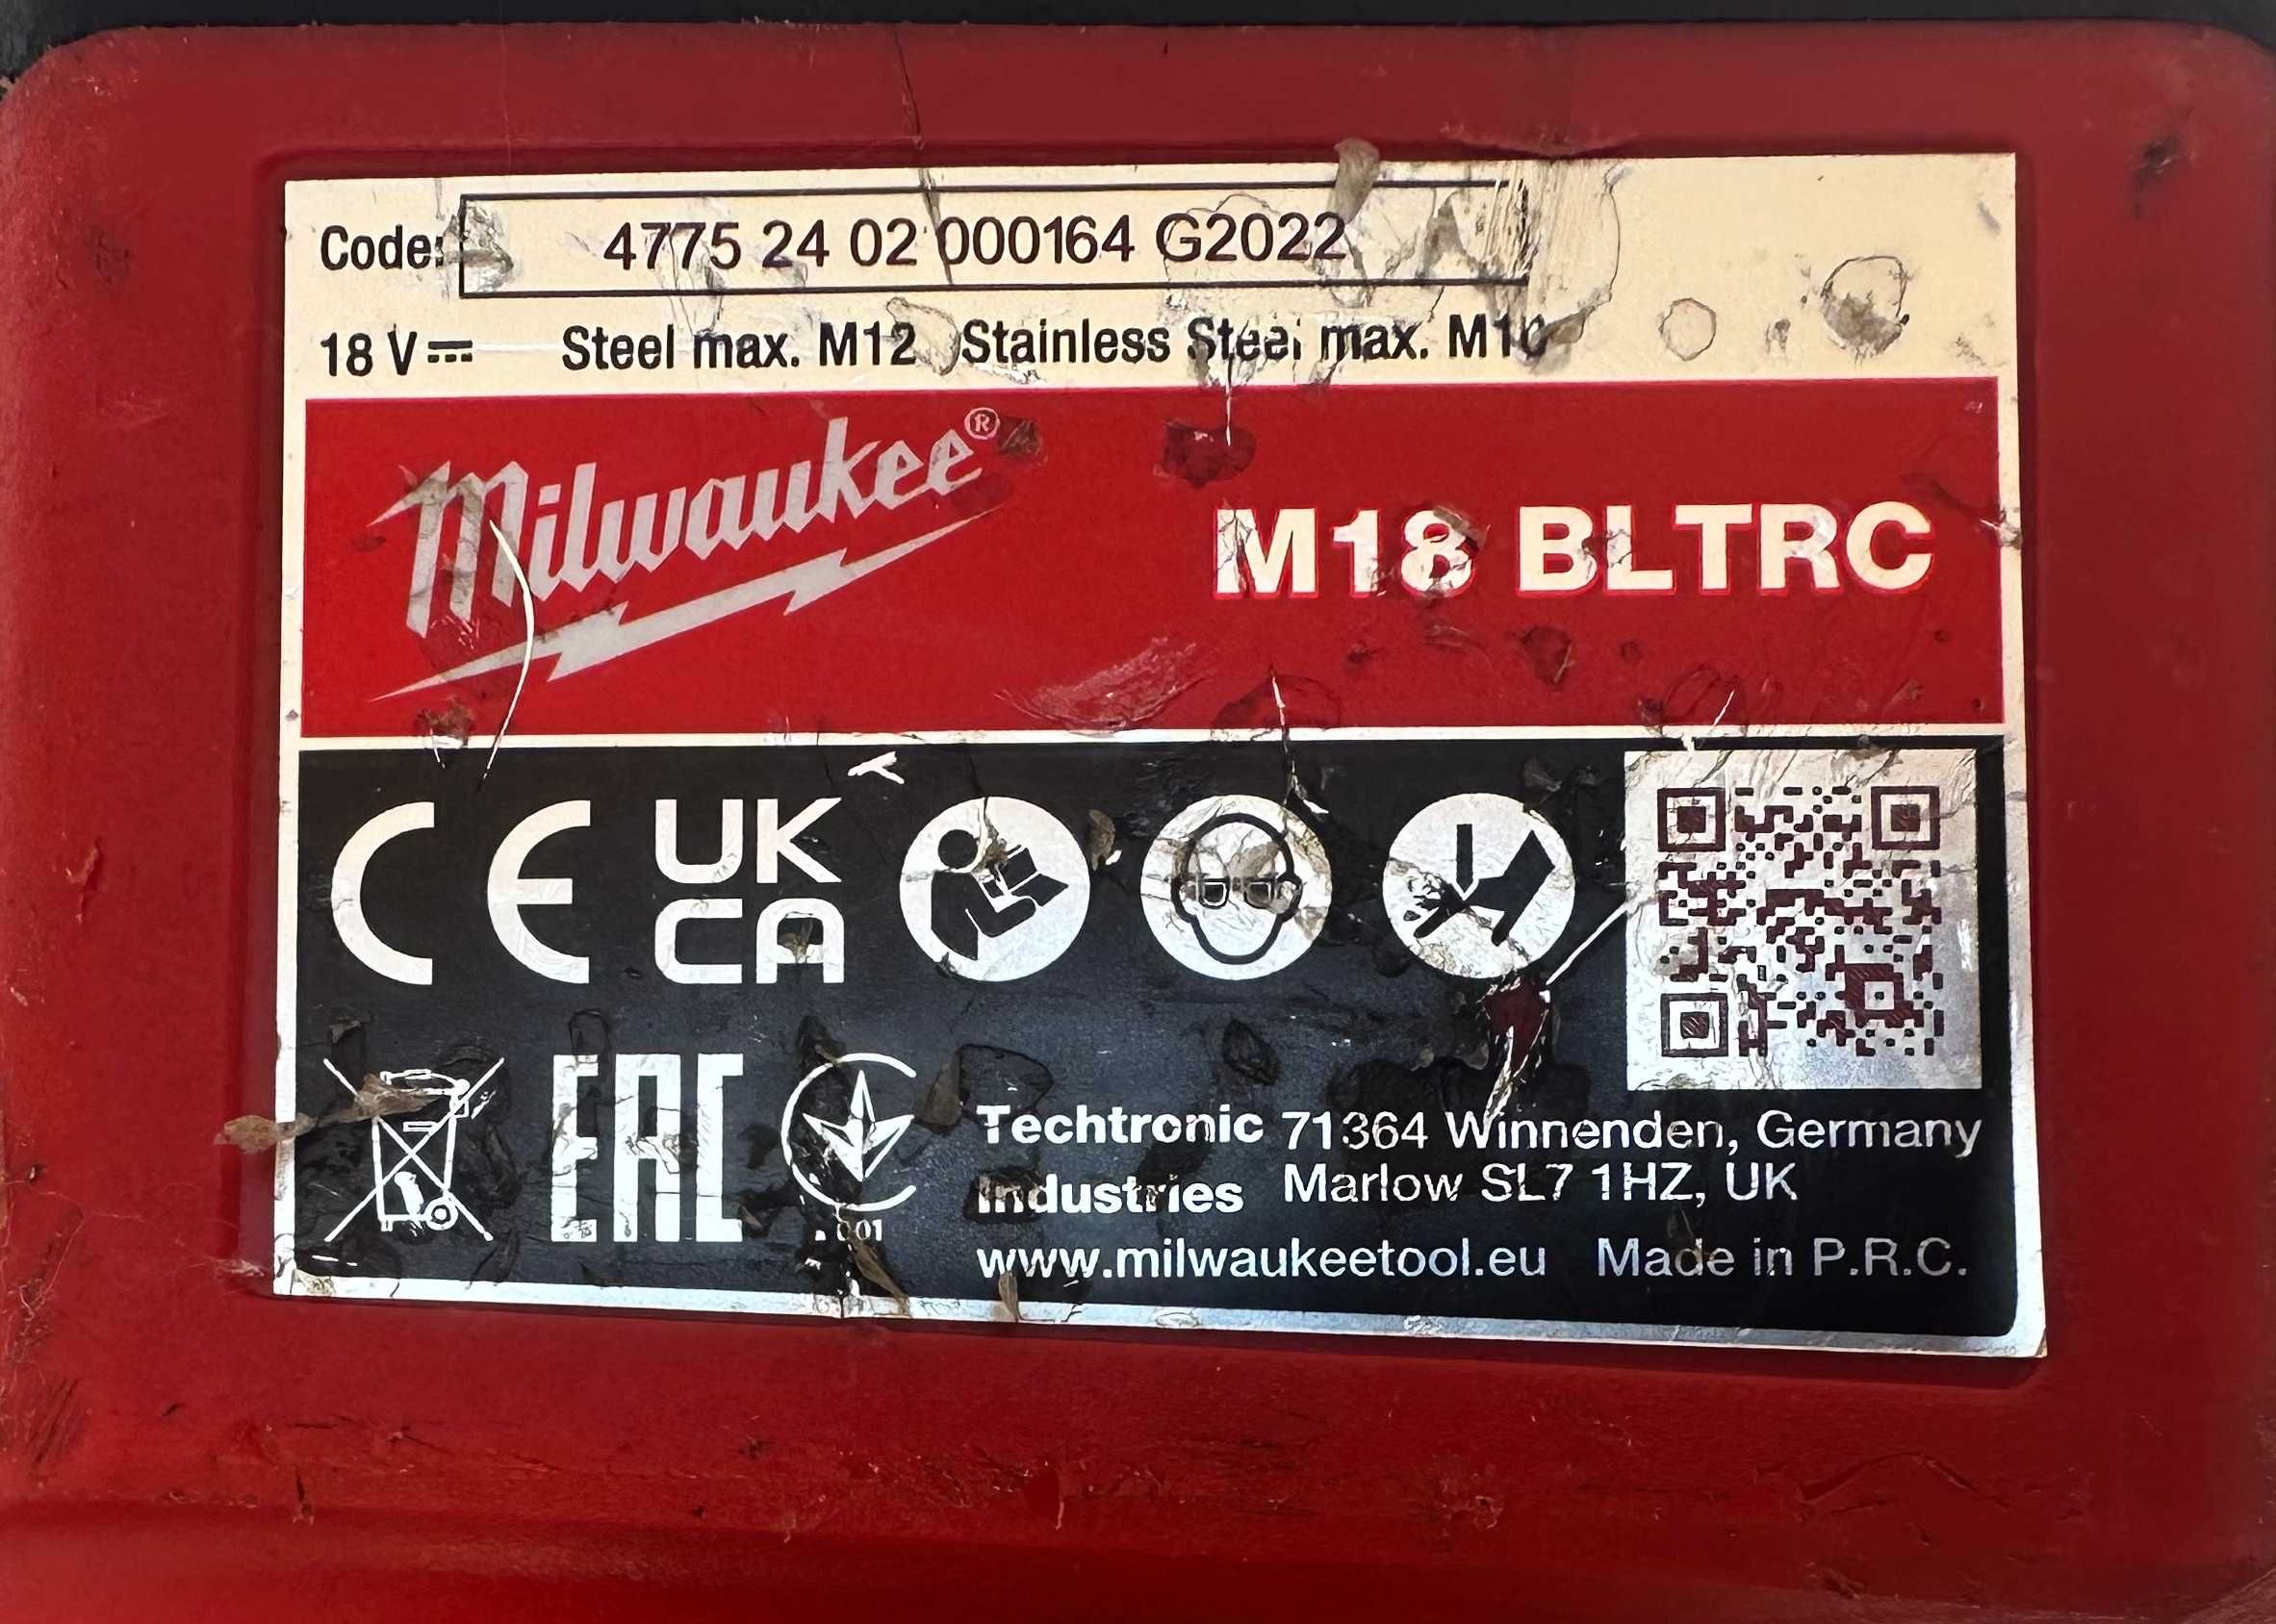 Code: 4775 24 02 000164 G2022
18 V Steel max. M12 Stainless Steel max. M10
Milwaukee®
M18 BLTRC
CE UK
CA
EAC
Techtronic 71364 Winnenden, Germany
Industries Marlow SL7 1HZ, UK
www.milwaukeetool.eu Made in P.R.C.